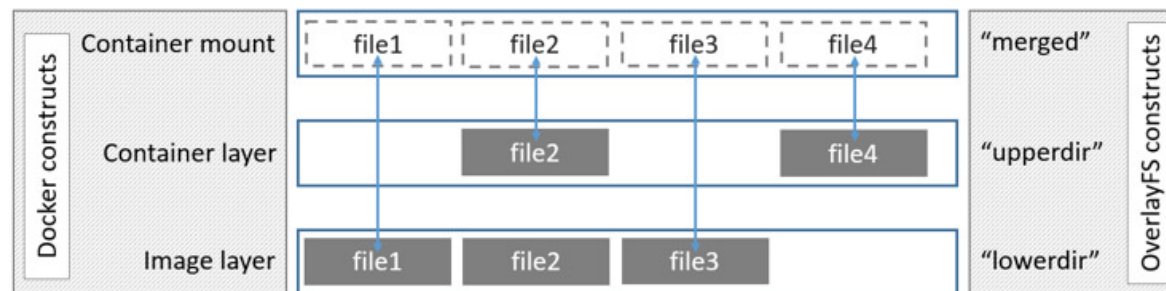 Docker constructs
Container mount
file1 file2 file3 file4
“merged”
Container layer
file2 file4
“upperdir”
Image layer
file1 file2 file3
“lowerdir”
OverlayFS constructs